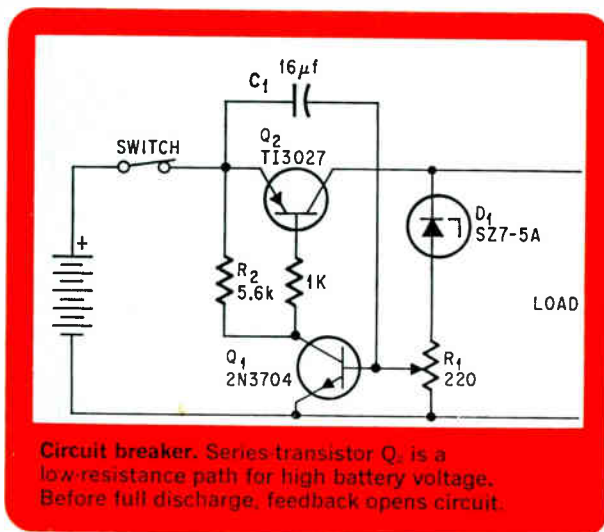 C1 16μf
SWITCH
Q2
TI3027
D1
SZ7-5A
+
R2
5.6k
1K
LOAD
Q1
2N3704
R1
220
Circuit breaker. Series-transistor Q2 is a
low-resistance path for high battery voltage.
Before full discharge, feedback opens circuit.